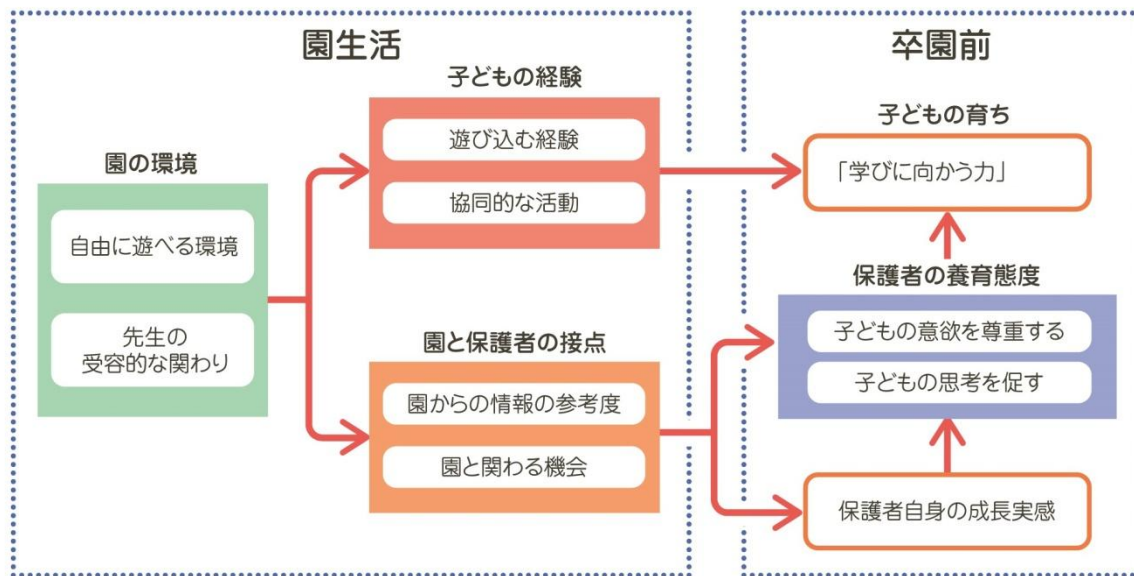 園生活
園の環境
自由に遊べる環境
先生の
受容的な関わり
子どもの経験
遊び込む経験
協同的な活動
園と保護者の接点
園からの情報の参考度
園と関わる機会
卒園前
子どもの育ち
「学びに向かう力」
保護者の養育態度
子どもの意欲を尊重する
子どもの思考を促す
保護者自身の成長実感